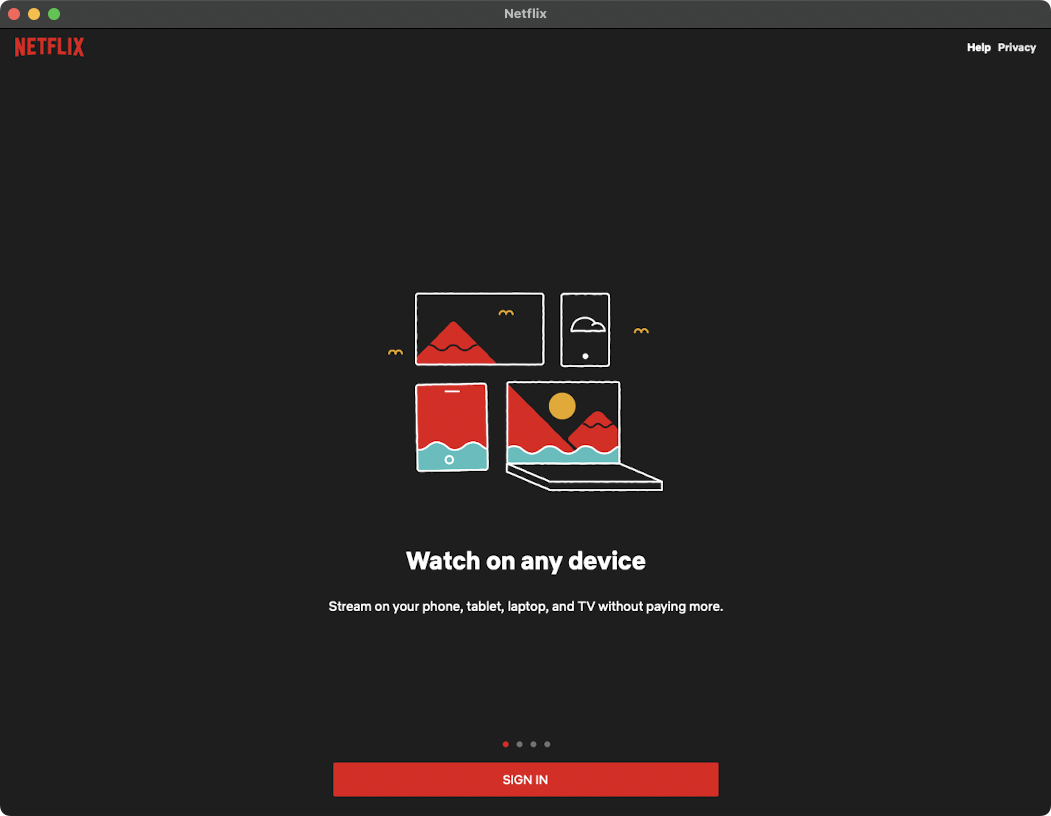 Netflix
NETFLIX
Help Privacy
Watch on any device
Stream on your phone, tablet, laptop, and TV without paying more.
SIGN IN